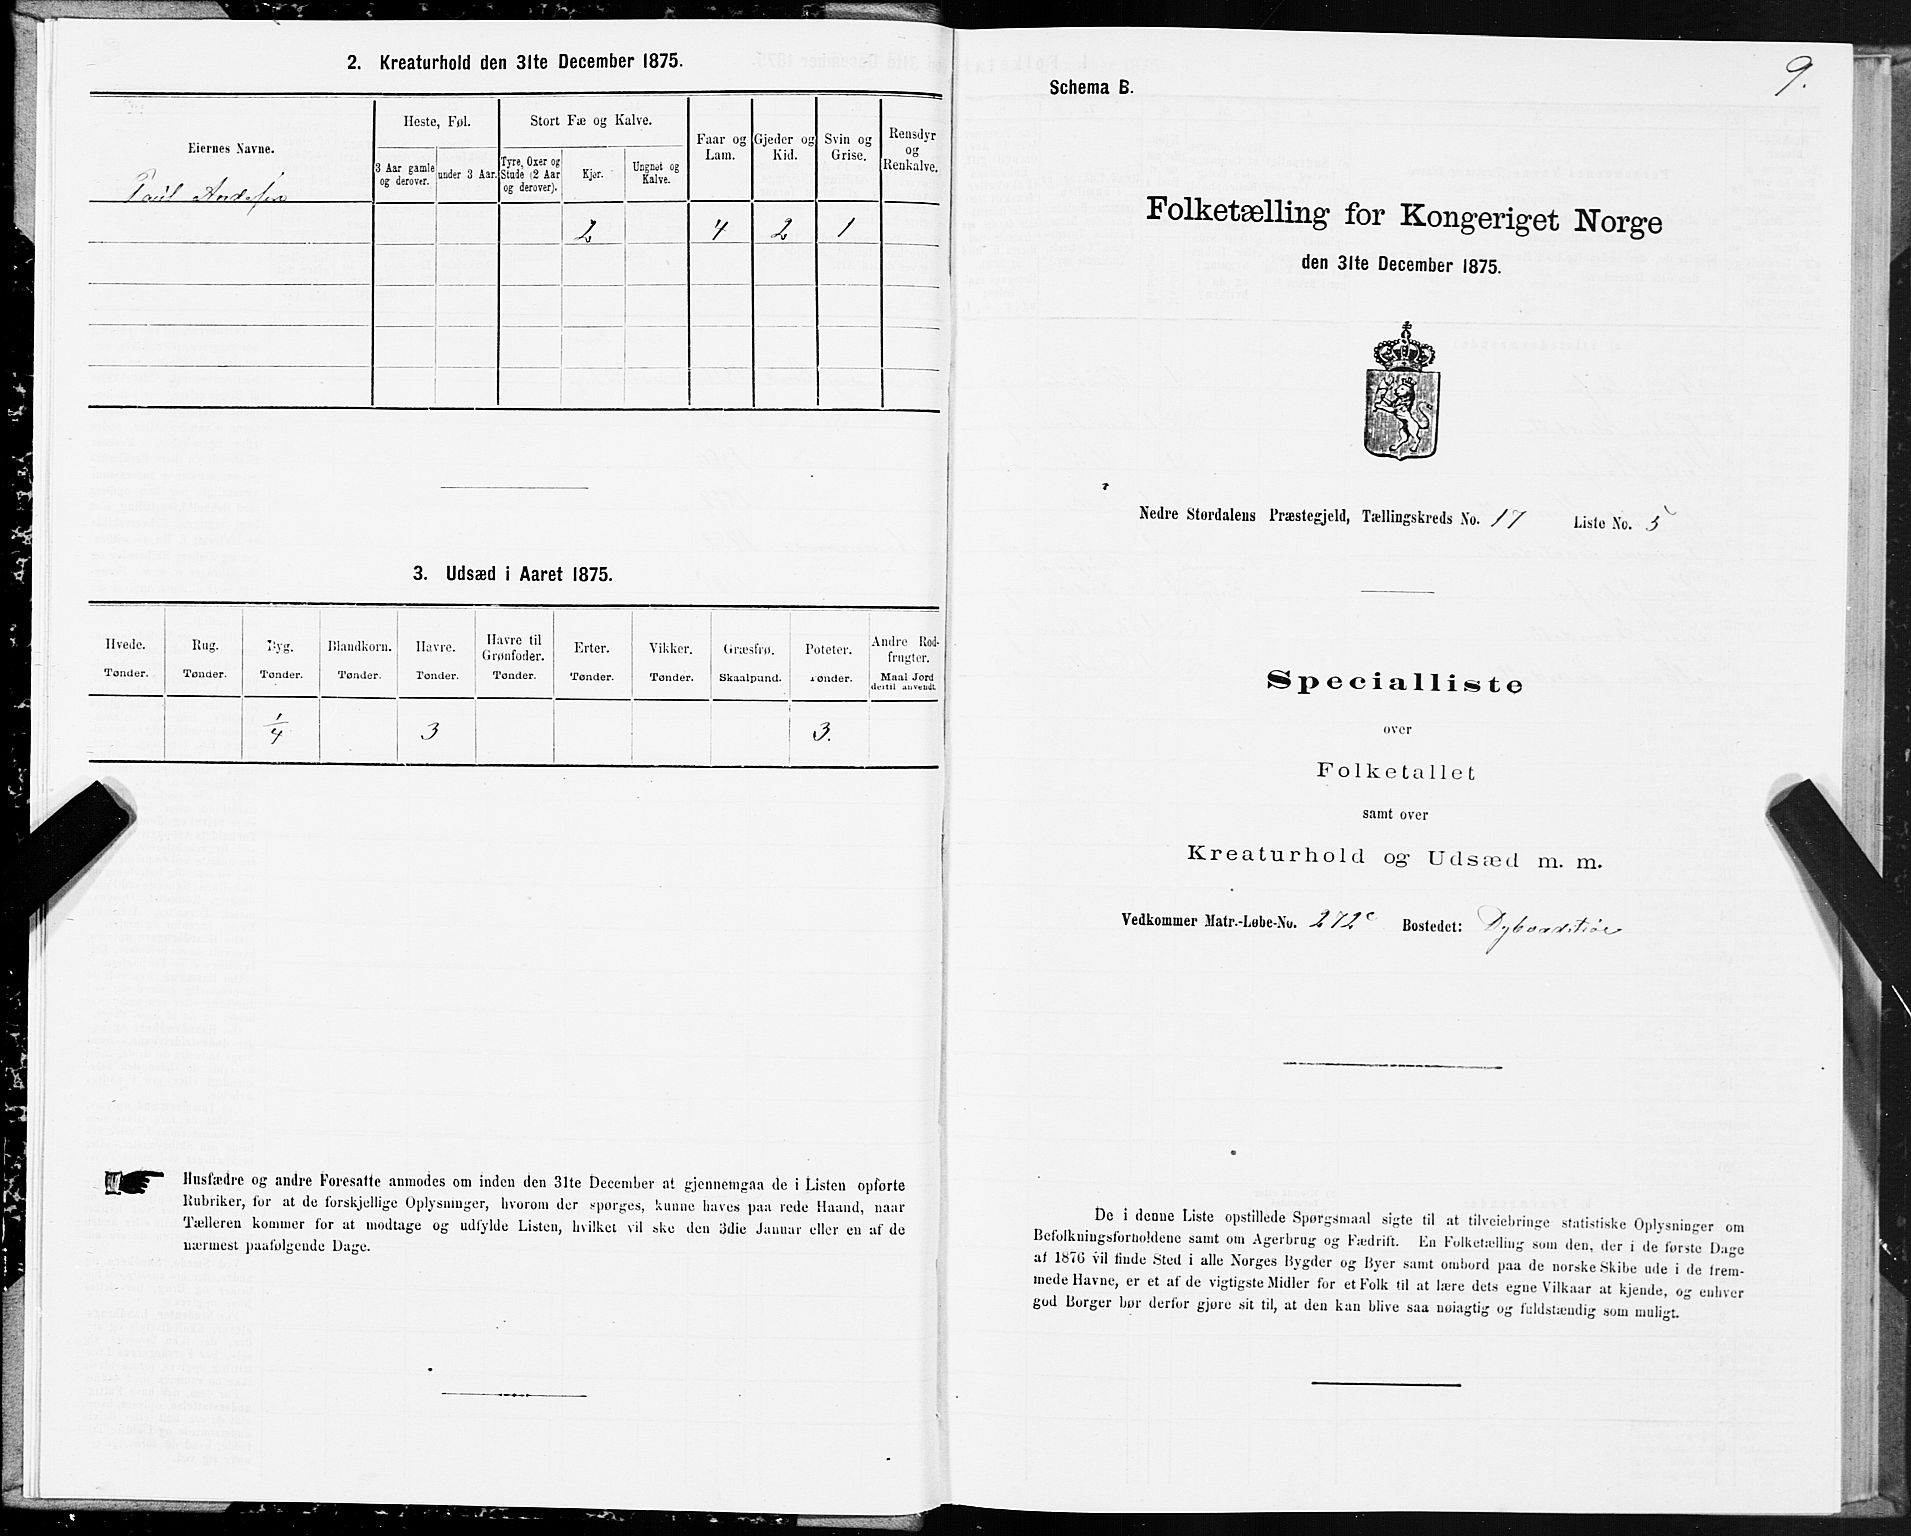 2. Kreaturhold den 31te December 1875.
Eiernes Navne.
Heste, Føl.
Stort Fæ og Kalve.
Faar og Lam.
Gjeder og Kid.
Svin og Grise.
Rensdyr og Renkalve.
3 Aar gamle og derover.
under 3 Aar.
Tyre, Oxer og Stude (2 Aar og derover).
Kjør.
Ungnøt og Kalve.
Paul Andersen
2 4 2 1
3. Udsæd i Aaret 1875.
Hvede. Rug. Byg. Blandkorn. Havre. Havre til Grønfoder. Erter. Vikker. Græsfrø. Poteter. Andre Rodfrugter.
Tønder. Tønder. Tønder. Tønder. Tønder. Tønder. Tønder. Tønder. Skaalpund. Tønder. Maal Jord dertil anvendt.
1/4 3 3.
Husfædre og andre Foresatte anmodes om inden den 31te December at gjennemgaa de i Listen opførte
Rubriker, for at de forskjellige Oplysninger, hvorom der spørges, kunne haves paa rede Haand, naar
Tælleren kommer for at modtage og udfylde Listen, hvilket vil ske den 3die Januar eller en af de
nærmest paafølgende Dage.
9.
Schema B.
Folketælling for Kongeriget Norge
den 31te December 1875.
Nedre Størdalens Præstegjeld, Tællingskreds No. 17 Liste No. 5
Specialliste
over
Folketallet
samt over
Kreaturhold og Udsæd m. m.
Vedkommer Matr.-Løbe-No. 272c Bostedet:
De i denne Liste opstillede Spørgsmaal sigte til at tilveiebringe statistiske Oplysninger om
Befolkningsforholdene samt om Agerbrug og Fædrift. En Folketælling som den, der i de første Dage
af 1876 vil finde Sted i alle Norges Bygder og Byer samt ombord paa de norske Skibe ude i de frem-
mede Havne, er et af de vigtigste Midler for et Folk til at lære dets egne Vilkaar at kjende, og enhver
god Borger bør derfor gjøre sit til, at den kan blive saa nøiagtig og fuldstændig som muligt.